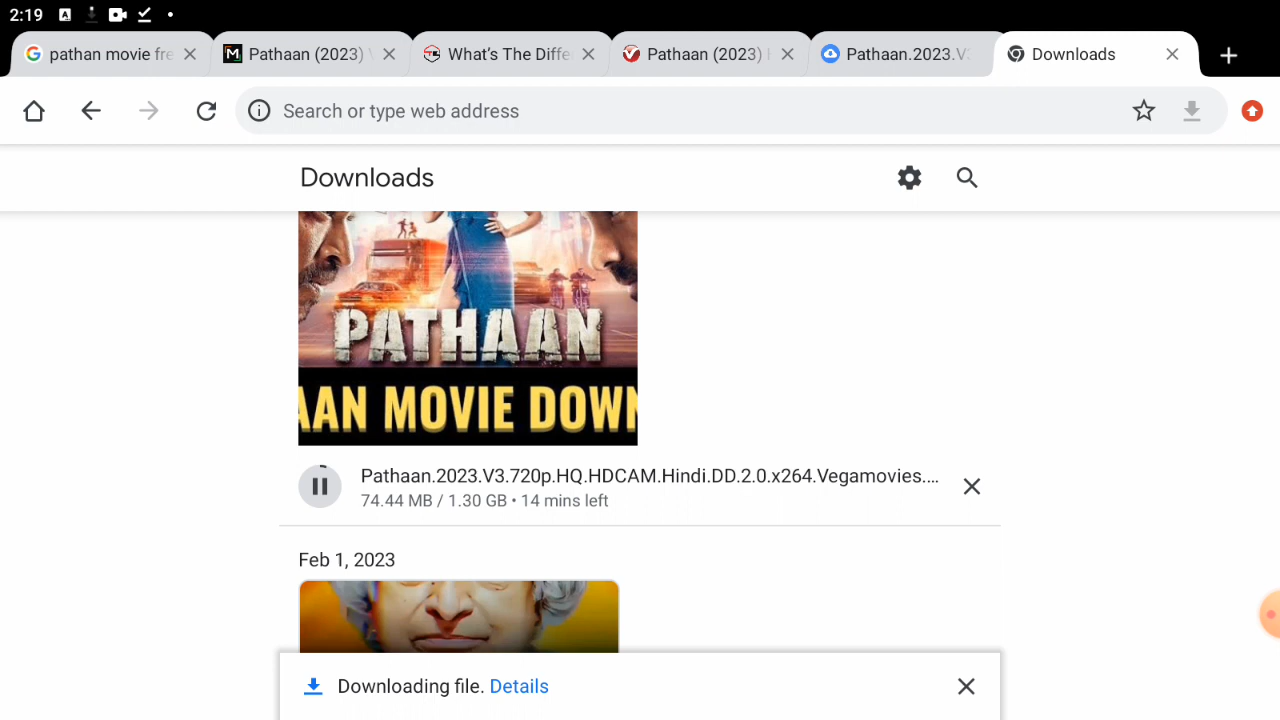 2:19
pathan movie fre
Pathaan (2023) V
What's The Diffe
Pathaan (2023) H
Pathaan.2023.V3
Downloads
Search or type web address
Downloads
PATHAAN
AAN MOVIE DOWN
Pathaan.2023.V3.720p.HQ.HDCAM.Hindi.DD.2.0.x264.Vegamovies....
74.44 MB / 1.30 GB • 14 mins left
Feb 1, 2023
Downloading file. Details